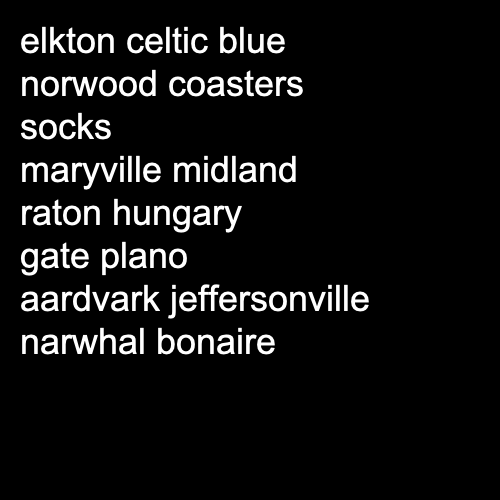 elkton celtic blue
norwood coasters
socks
maryville midland
raton hungary
gate plano
aardvark jeffersonville
narwhal bonaire